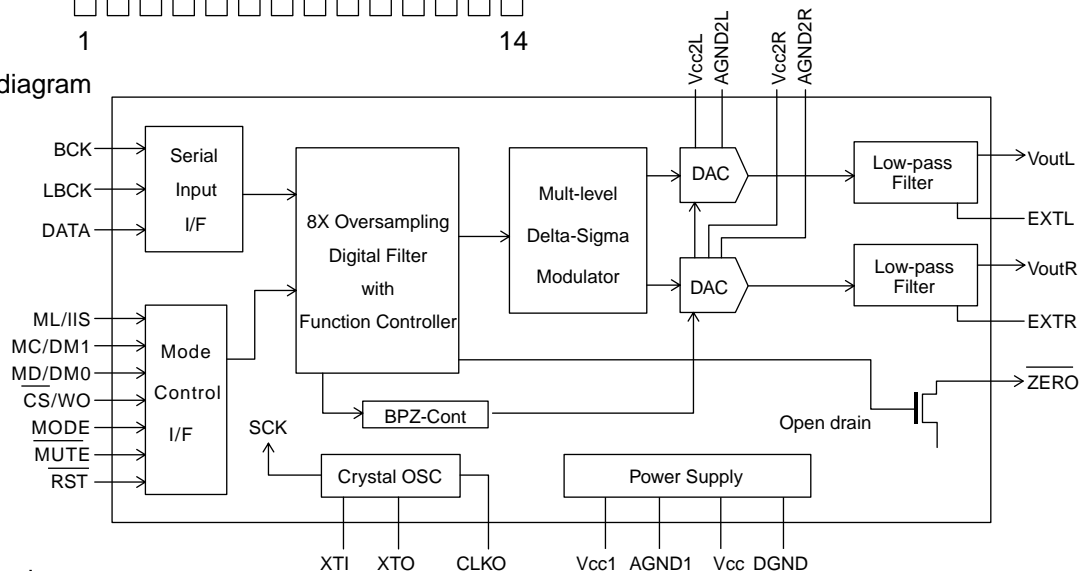 1
14
diagram
Vcc2L
AGND2L
Vcc2R
AGND2R
BCK
LBCK
DATA
Serial
Input
I/F
8X Oversampling
Digital Filter
with
Function Controller
Mult-level
Delta-Sigma
Modulator
DAC
DAC
Low-pass
Filter
Low-pass
Filter
VoutL
EXTL
VoutR
EXTR
ZERO
ML/IIS
MC/DM1
MD/DM0
CS/WO
MODE
MUTE
RST
Mode
Control
I/F
BPZ-Cont
Open drain
SCK
Crystal OSC
Power Supply
XTI
XTO
CLKO
Vcc1
AGND1
Vcc
DGND